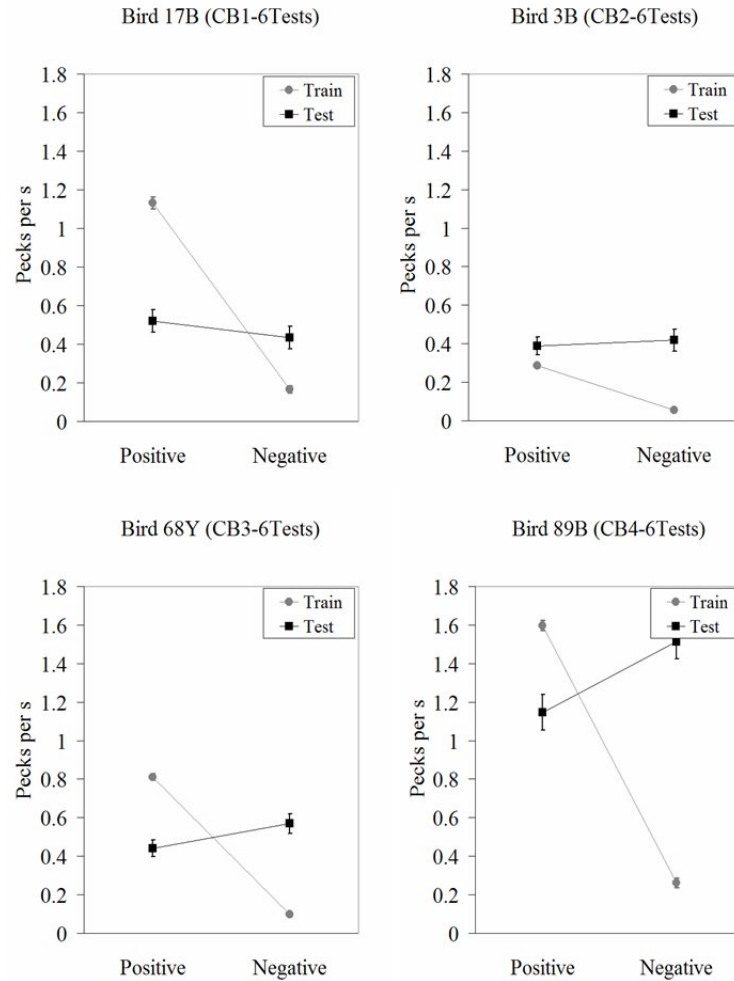 Bird 17B (CB1-6Tests)
Pecks per s
1.8
1.6
1.4
1.2
1
0.8
0.6
0.4
0.2
0
Train
Test
Positive Negative
Bird 3B (CB2-6Tests)
Pecks per s
1.8
1.6
1.4
1.2
1
0.8
0.6
0.4
0.2
0
Train
Test
Positive Negative
Bird 68Y (CB3-6Tests)
Pecks per s
1.8
1.6
1.4
1.2
1
0.8
0.6
0.4
0.2
0
Train
Test
Positive Negative
Bird 89B (CB4-6Tests)
Pecks per s
1.8
1.6
1.4
1.2
1
0.8
0.6
0.4
0.2
0
Train
Test
Positive Negative